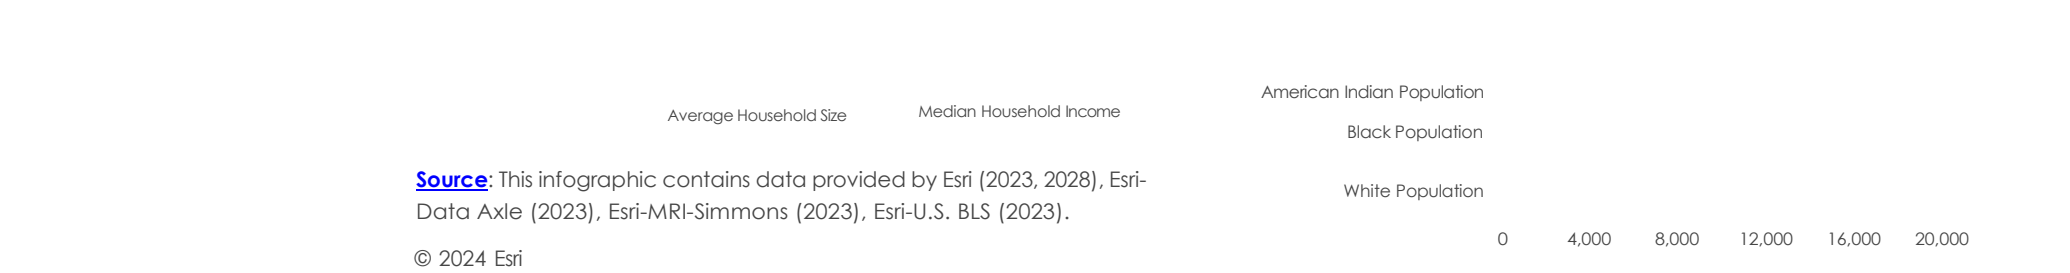 Average Household Size
Median Household Income
Source: This infographic contains data provided by Esri (2023, 2028), Esri-
Data Axle (2023), Esri-MRI-Simmons (2023), Esri-U.S. BLS (2023).
© 2024 Esri
American Indian Population
Black Population
White Population
0 4,000 8,000 12,000 16,000 20,000